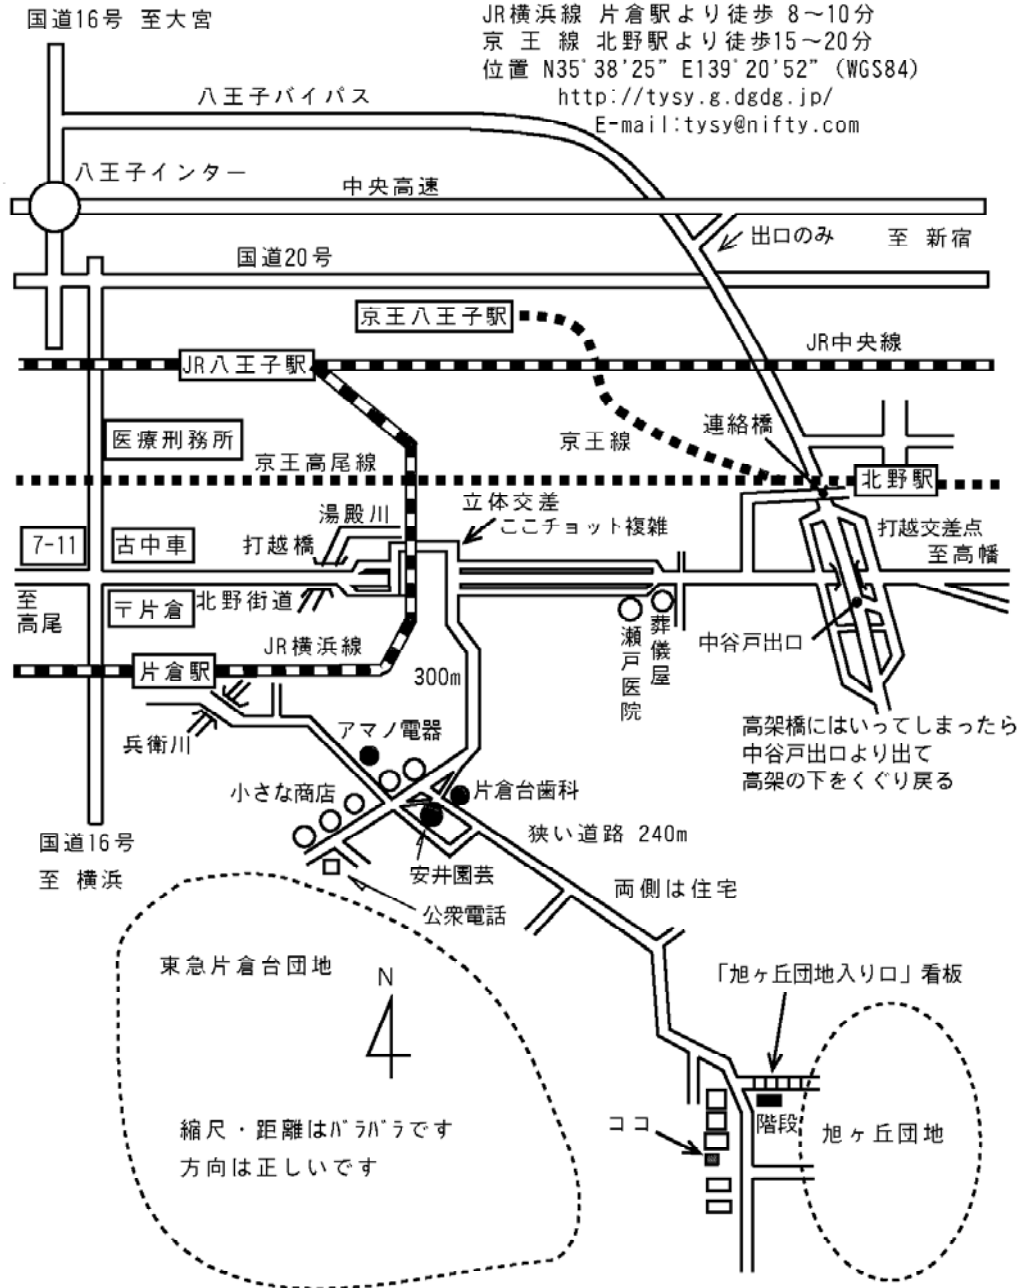 国道16号 至大宮
JR横浜線 片倉駅より徒歩 8～10分
京 王 線 北野駅より徒歩15～20分
位置 N35ﾟ38’25” E139ﾟ20’52” (WGS84)
http://tysy.g.dgdg.jp/
E-mail:tysy@nifty.com
八王子バイパス
八王子インター
中央高速
出口のみ
至 新宿
国道20号
京王八王子駅
JR中央線
JR八王子駅
連絡橋
医療刑務所
京王線
京王高尾線
北野駅
立体交差
ここチョット複雑
湯殿川
打越交差点
7-11
古中車
打越橋
至高幡
至
高尾
〒片倉
北野街道
瀬戸医院
葬儀屋
中谷戸出口
JR横浜線
片倉駅
300m
高架橋にはいってしまったら
中谷戸出口より出て
高架の下をくぐり戻る
兵衛川
アマノ電器
小さな商店
片倉台歯科
国道16号
至 横浜
狭い道路 240m
安井園芸
両側は住宅
公衆電話
東急片倉台団地
N
「旭ヶ丘団地入り口」看板
縮尺・距離はﾊﾞﾗﾊﾞﾗです
方向は正しいです
ココ
階段
旭ヶ丘団地